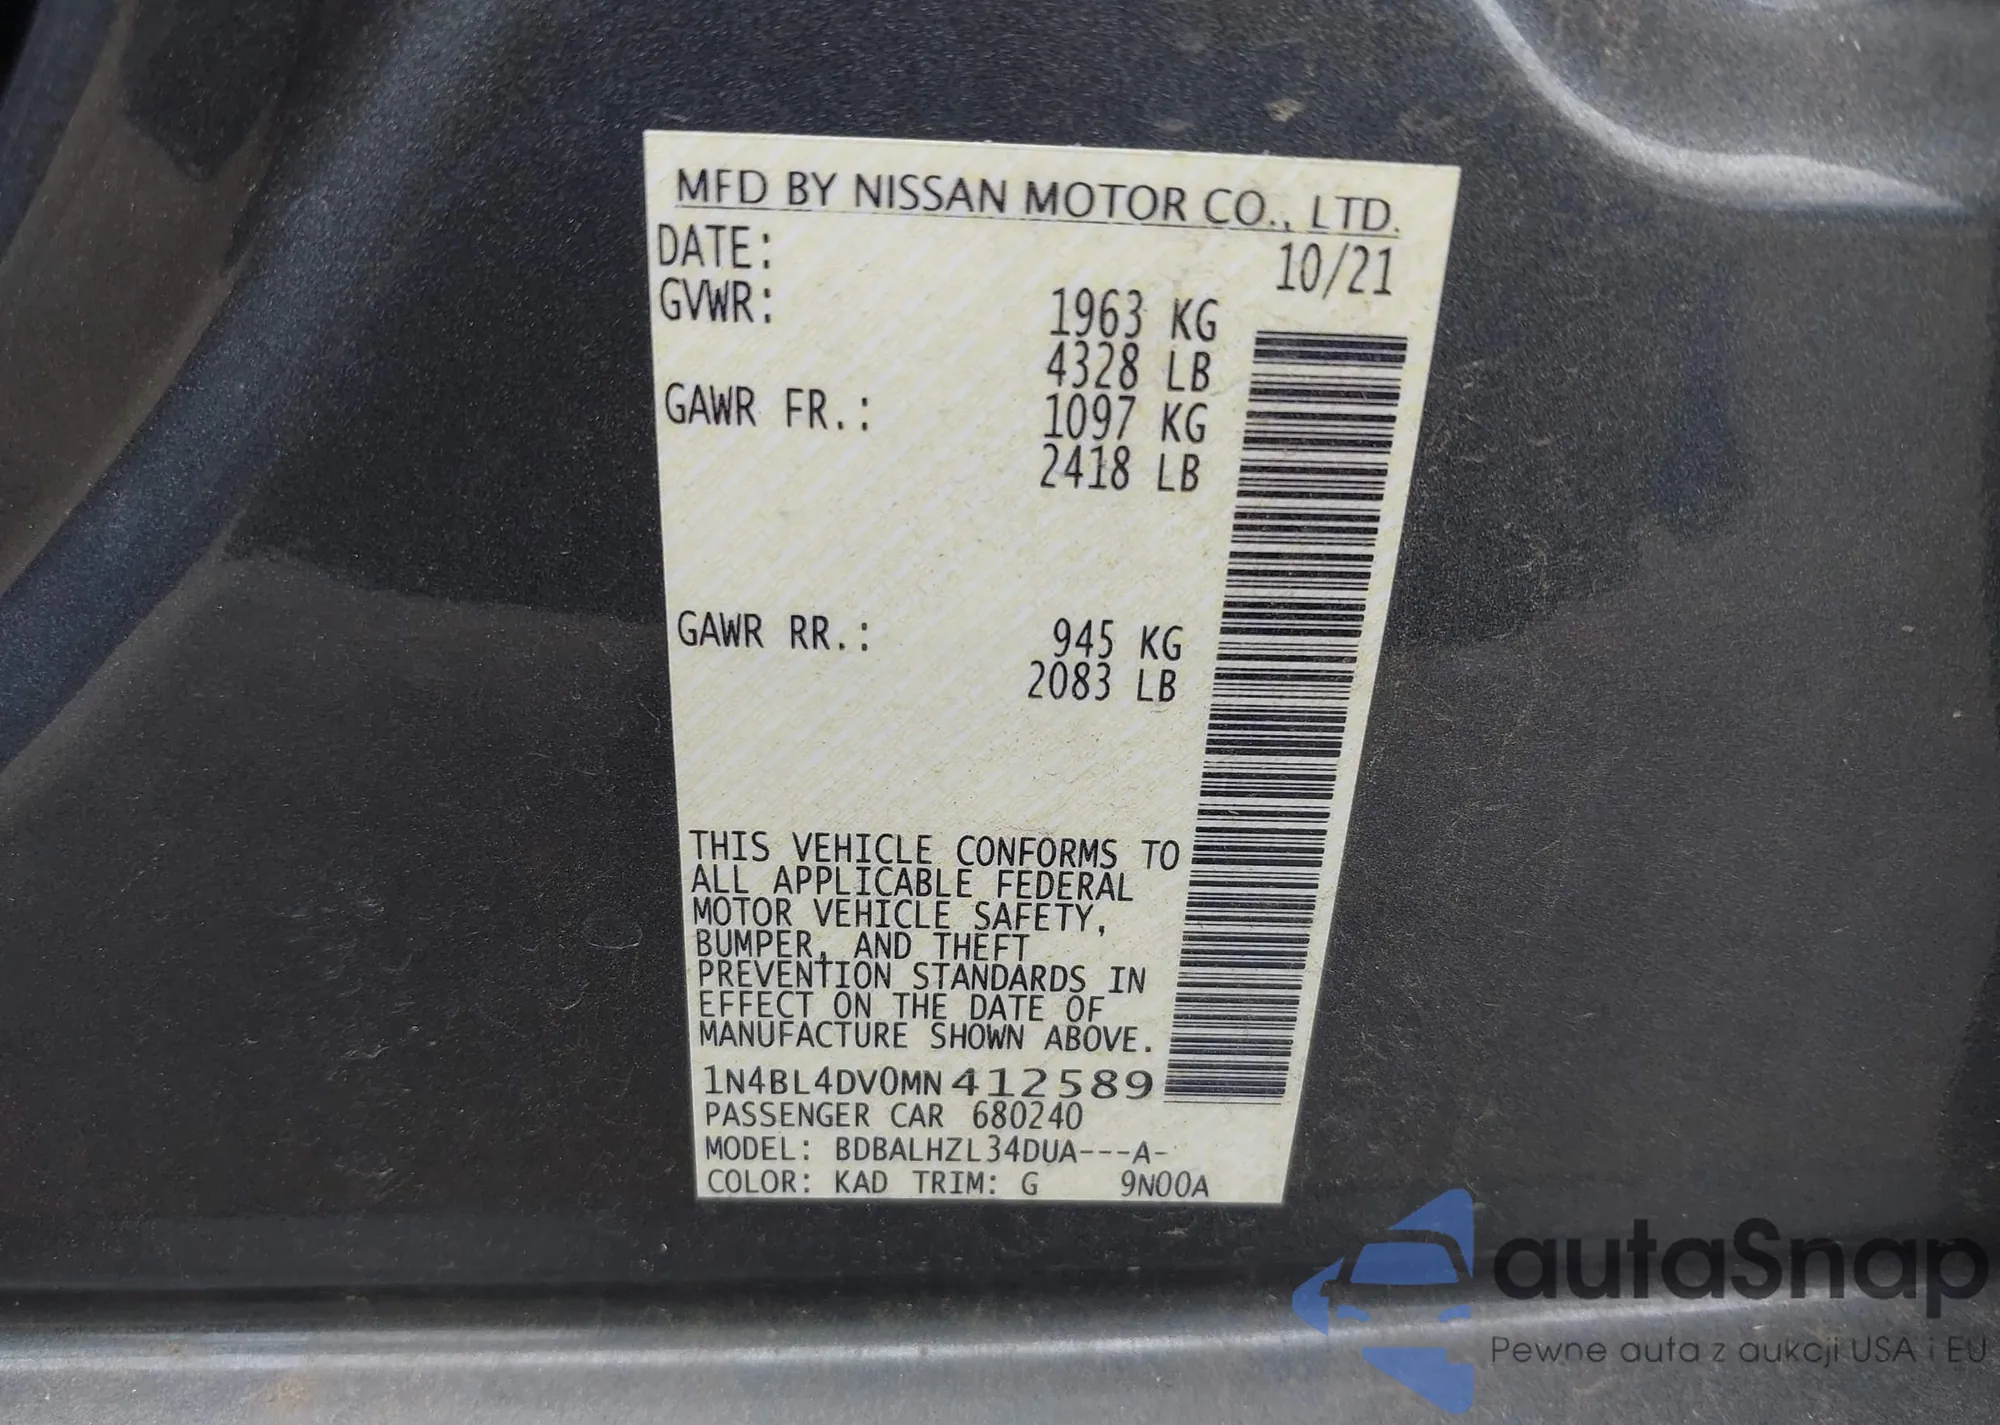 MFD BY NISSAN MOTOR CO., LTD.
DATE: 10/21
GVWR: 1963 KG
4328 LB
GAWR FR.: 1097 KG
2418 LB
GAWR RR.: 945 KG
2083 LB
THIS VEHICLE CONFORMS TO
ALL APPLICABLE FEDERAL
MOTOR VEHICLE SAFETY,
BUMPER, AND THEFT
PREVENTION STANDARDS IN
EFFECT ON THE DATE OF
MANUFACTURE SHOWN ABOVE.
1N4BL4DV0MN412589
PASSENGER CAR 680240
MODEL: BDBALHZL34DUA---A-
COLOR: KAD TRIM: G 9N00A
autaSnap
Pewne auta z aukcji USA i EU